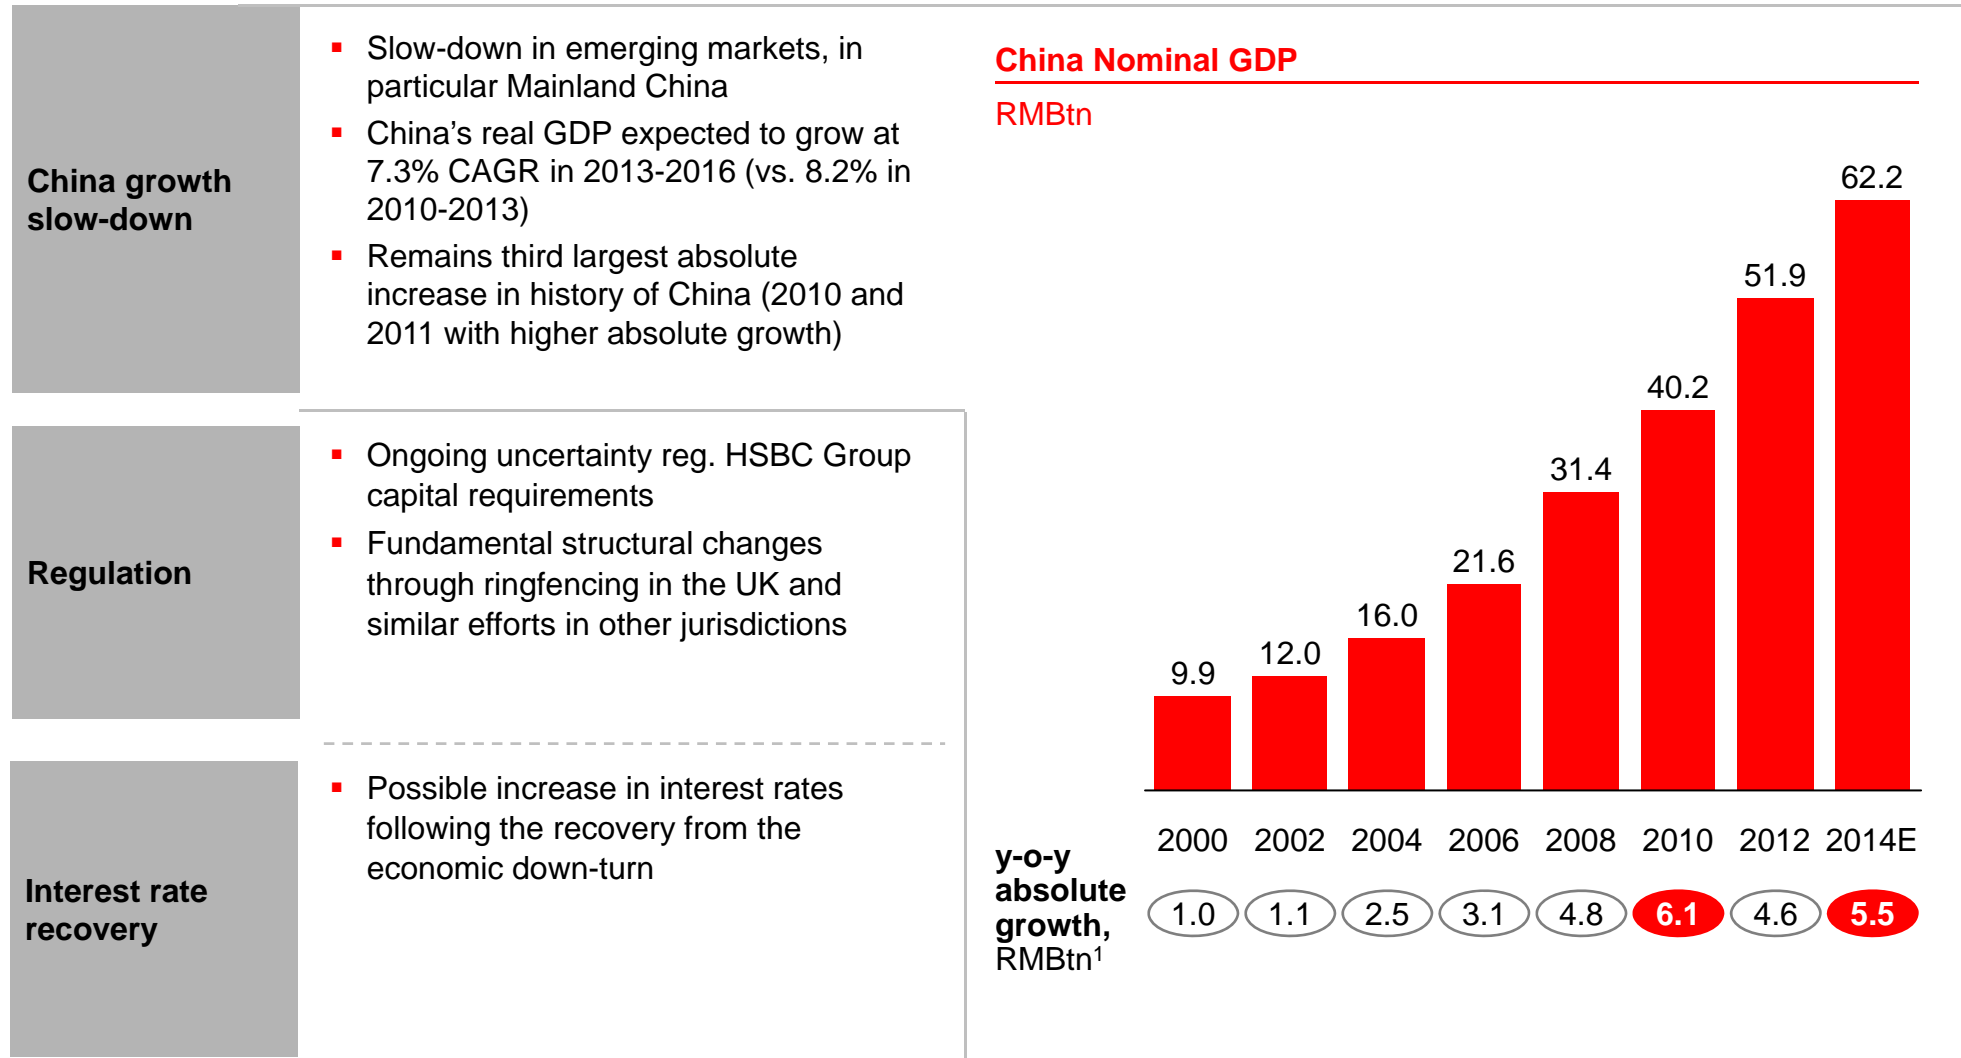 China growth
slow-down
▪ Slow-down in emerging markets, in
particular Mainland China
▪ China’s real GDP expected to grow at
7.3% CAGR in 2013-2016 (vs. 8.2% in
2010-2013)
▪ Remains third largest absolute
increase in history of China (2010 and
2011 with higher absolute growth)
Regulation
▪ Ongoing uncertainty reg. HSBC Group
capital requirements
▪ Fundamental structural changes
through ringfencing in the UK and
similar efforts in other jurisdictions
Interest rate
recovery
▪ Possible increase in interest rates
following the recovery from the
economic down-turn
China Nominal GDP
RMBtn
9.9 12.0 16.0 21.6 31.4 40.2 51.9 62.2
2000 2002 2004 2006 2008 2010 2012 2014E
y-o-y
absolute
growth,
RMBtn¹
1.0 1.1 2.5 3.1 4.8 6.1 4.6 5.5